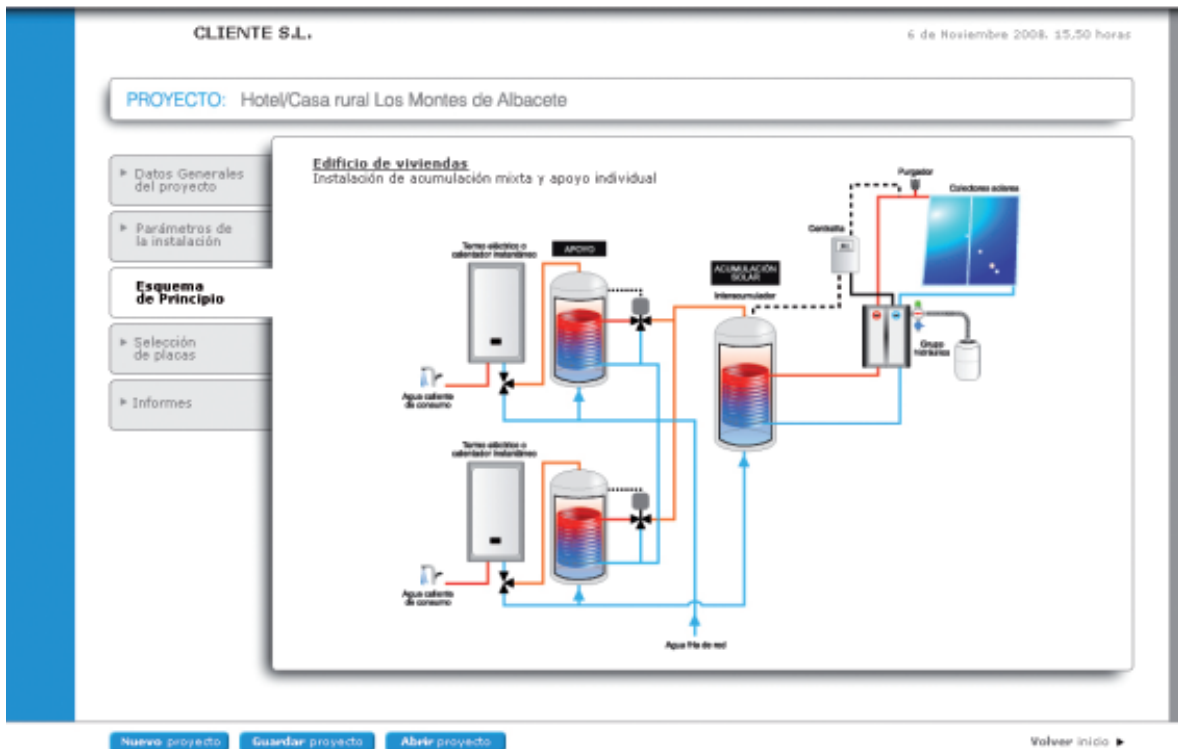 CLIENTE S.L.
6 de Noviembre 2008. 15,50 horas
PROYECTO: Hotel/Casa rural Los Montes de Albacete
Datos Generales
del proyecto
Parámetros de
la instalación
Esquema
de Principio
Selección
de placas
Informes
Edificio de viviendas
Instalación de acumulación mixta y apoyo individual
Purgador
Colectores solares
Centralita
Termo eléctrico o
calentador instantáneo
APOYO
ACUMULACIÓN
SOLAR
Interacumulador
Grupo
hidráulico
Agua caliente
de consumo
Termo eléctrico o
calentador instantáneo
Agua caliente
de consumo
Agua fría de red
Nuevo proyecto
Guardar proyecto
Abrir proyecto
Volver inicio